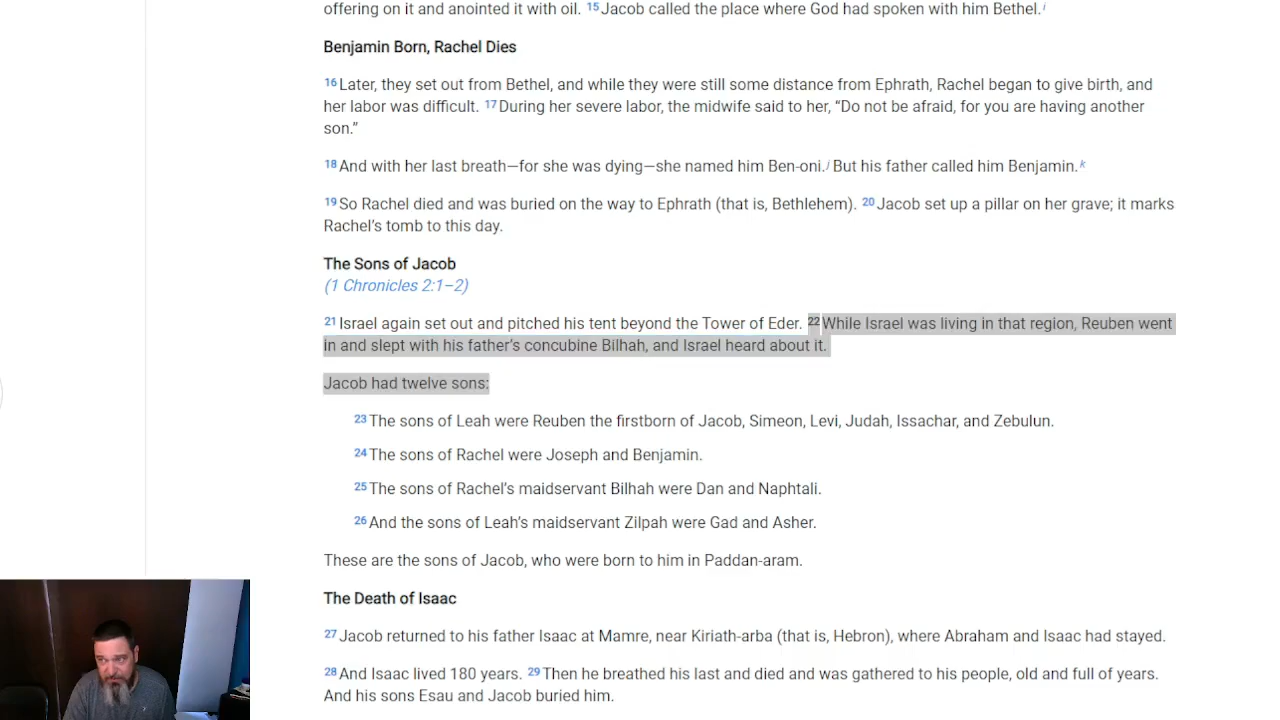 offering on it and anointed it with oil. 15 Jacob called the place where God had spoken with him Bethel. i
Benjamin Born, Rachel Dies
16 Later, they set out from Bethel, and while they were still some distance from Ephrath, Rachel began to give birth, and
her labor was difficult. 17 During her severe labor, the midwife said to her, “Do not be afraid, for you are having another
son.”
18 And with her last breath—for she was dying—she named him Ben-oni. j But his father called him Benjamin. k
19 So Rachel died and was buried on the way to Ephrath (that is, Bethlehem). 20 Jacob set up a pillar on her grave; it marks
Rachel’s tomb to this day.
The Sons of Jacob
(1 Chronicles 2:1–2)
21 Israel again set out and pitched his tent beyond the Tower of Eder. 22 While Israel was living in that region, Reuben went
in and slept with his father’s concubine Bilhah, and Israel heard about it.
Jacob had twelve sons:
23 The sons of Leah were Reuben the firstborn of Jacob, Simeon, Levi, Judah, Issachar, and Zebulun.
24 The sons of Rachel were Joseph and Benjamin.
25 The sons of Rachel’s maidservant Bilhah were Dan and Naphtali.
26 And the sons of Leah’s maidservant Zilpah were Gad and Asher.
These are the sons of Jacob, who were born to him in Paddan-aram.
The Death of Isaac
27 Jacob returned to his father Isaac at Mamre, near Kiriath-arba (that is, Hebron), where Abraham and Isaac had stayed.
28 And Isaac lived 180 years. 29 Then he breathed his last and died and was gathered to his people, old and full of years.
And his sons Esau and Jacob buried him.